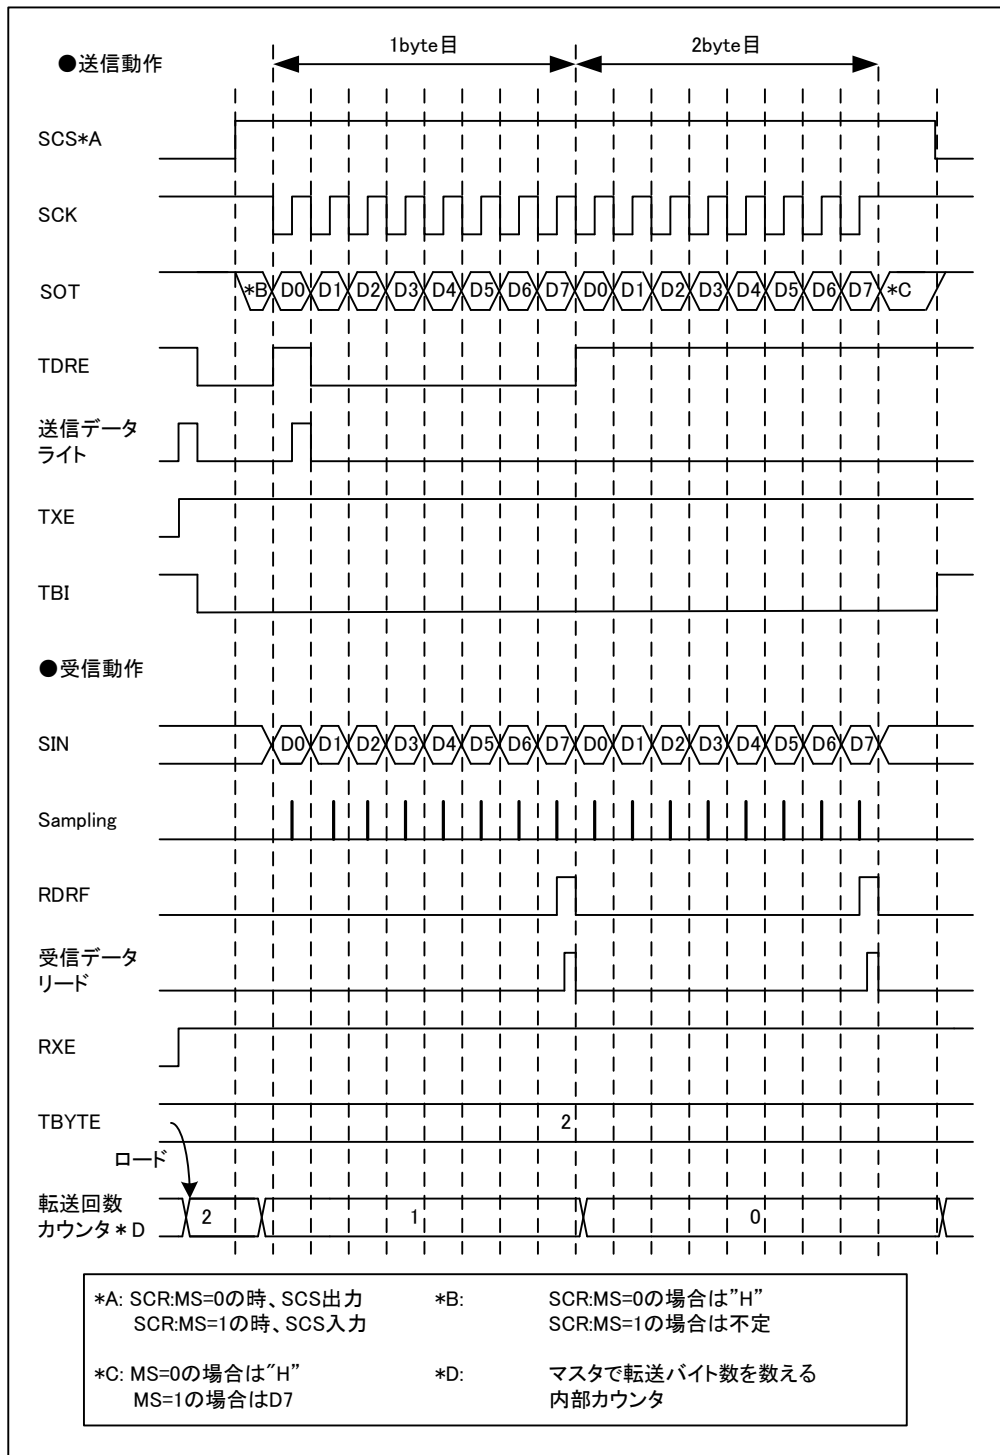 1byte目 2byte目
●送信動作
SCS*A
SCK
SOT *B D0 D1 D2 D3 D4 D5 D6 D7 D0 D1 D2 D3 D4 D5 D6 D7 *C
TDRE
送信データ
ライト
TXE
TBI
●受信動作
SIN D0 D1 D2 D3 D4 D5 D6 D7 D0 D1 D2 D3 D4 D5 D6 D7
Sampling
RDRF
受信データ
リード
RXE
TBYTE 2
ロード
転送回数
カウンタ*D 2 1 0
*A: SCR:MS=0の時、SCS出力
SCR:MS=1の時、SCS入力
*B: SCR:MS=0の場合は"H"
SCR:MS=1の場合は不定
*C: MS=0の場合は"H"
MS=1の場合はD7
*D: マスタで転送バイト数を数える
内部カウンタ